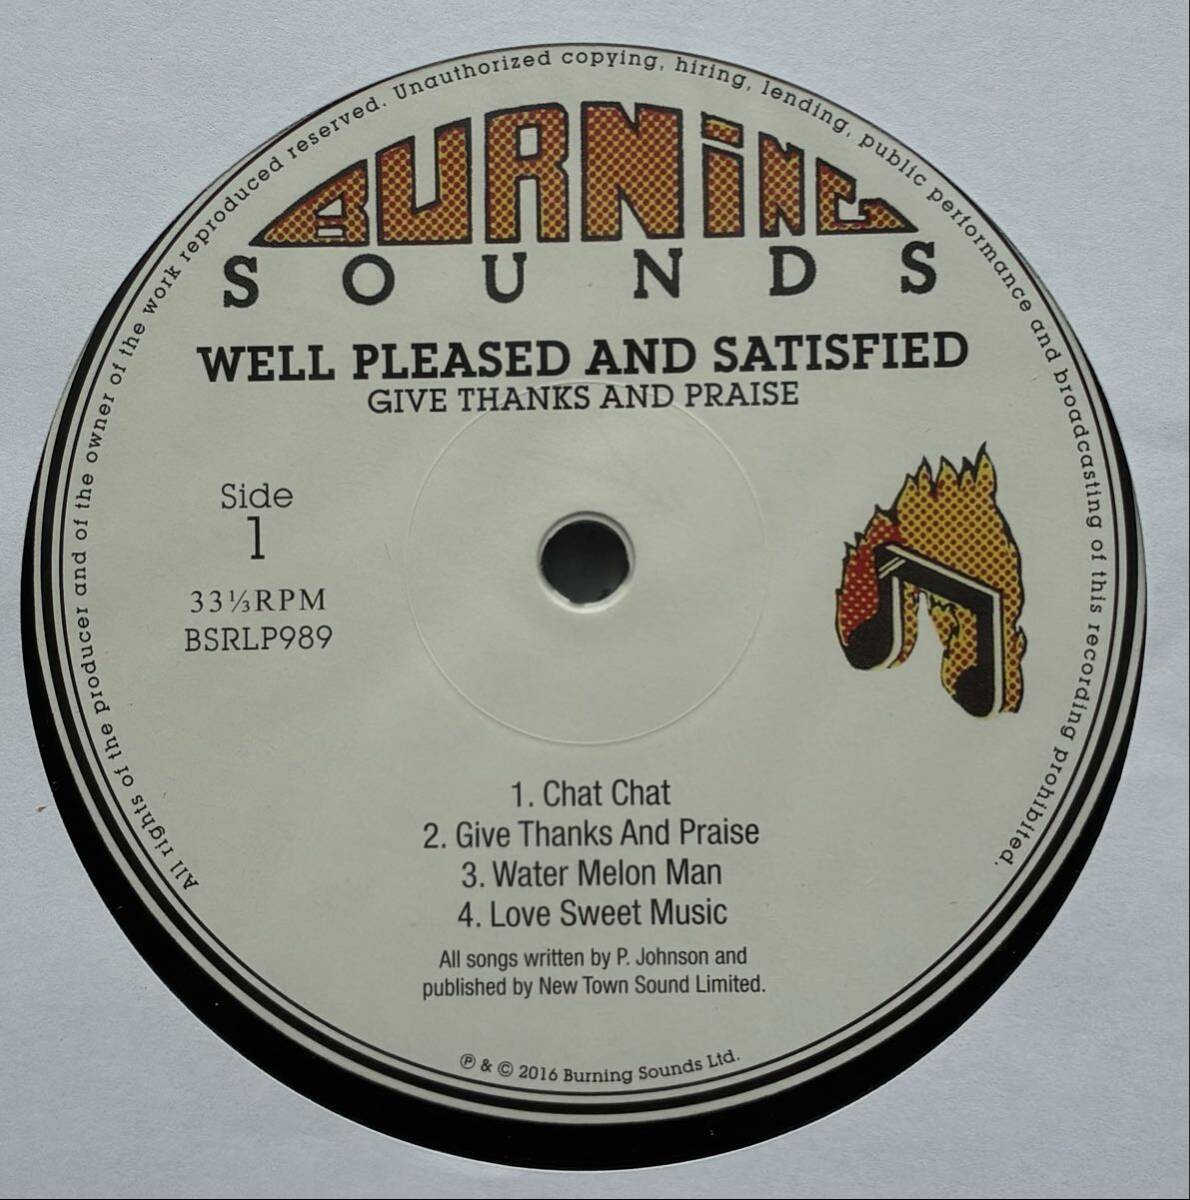 All rights of the producer and of the owner of the work reproduced reserved. Unauthorized copying, hiring, lending, public performance and broadcasting of this recording prohibited.
BURNiNG
SOUNDS
WELL PLEASED AND SATISFIED
GIVE THANKS AND PRAISE
Side
1
33⅓RPM
BSRLP989
1. Chat Chat
2. Give Thanks And Praise
3. Water Melon Man
4. Love Sweet Music
All songs written by P. Johnson and
published by New Town Sound Limited.
℗ & © 2016 Burning Sounds Ltd.